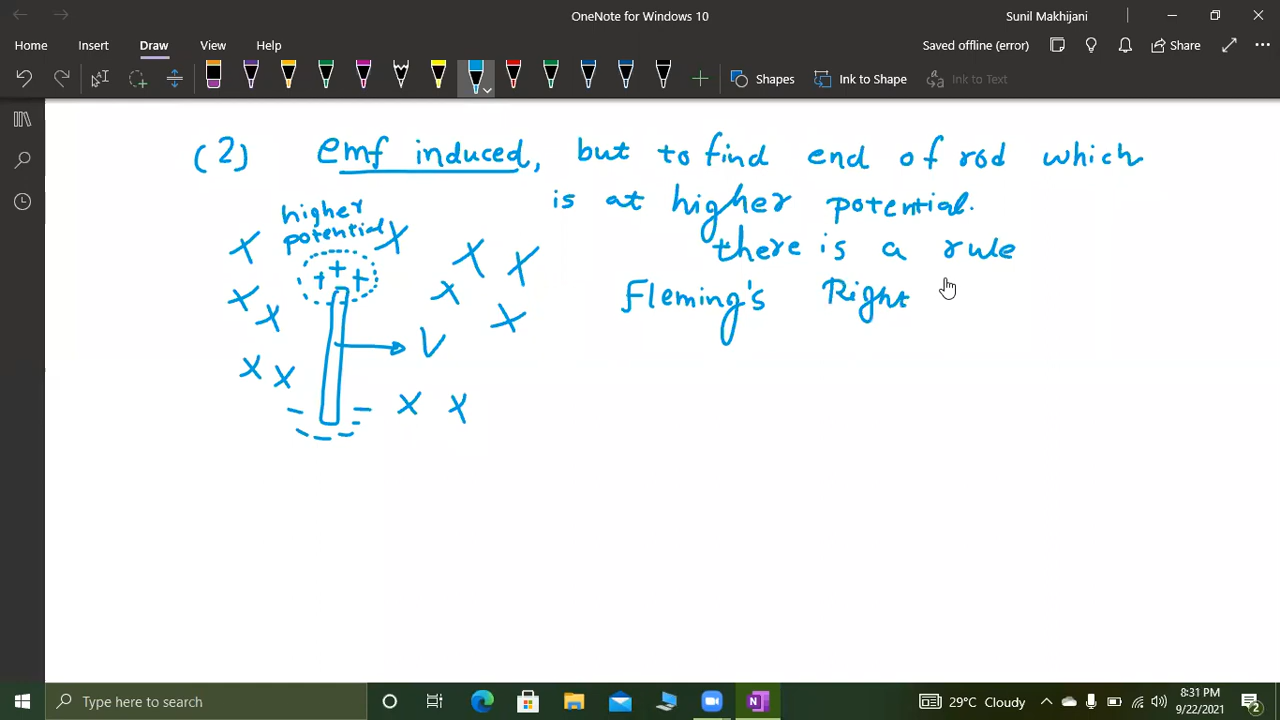 OneNote for Windows 10
Sunil Makhijani
Home Insert Draw View Help
Saved offline (error)
Share
Shapes
Ink to Shape
Ink to Text
(2) emf induced, but to find end of rod which
is at higher potential.
there is a rule
Fleming's Right
higher
potential
X X X X
+ + +
X X X X
X
V
X X
X X
Type here to search
29°C Cloudy
8:31 PM
9/22/2021
2